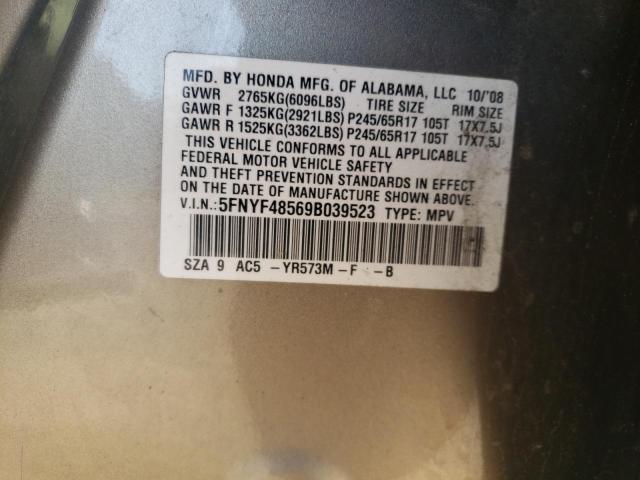 MFD. BY HONDA MFG. OF ALABAMA, LLC 10/'08
GVWR 2765KG(6096LBS) TIRE SIZE RIM SIZE
GAWR F 1325KG(2921LBS) P245/65R17 105T 17X7.5J
GAWR R 1525KG(3362LBS) P245/65R17 105T 17X7.5J
THIS VEHICLE CONFORMS TO ALL APPLICABLE
FEDERAL MOTOR VEHICLE SAFETY
AND THEFT PREVENTION STANDARDS IN EFFECT
ON THE DATE OF MANUFACTURE SHOWN ABOVE.
V.I.N.: 5FNYF48569B039523 TYPE: MPV
SZA 9 AC5 -YR573M-F -B